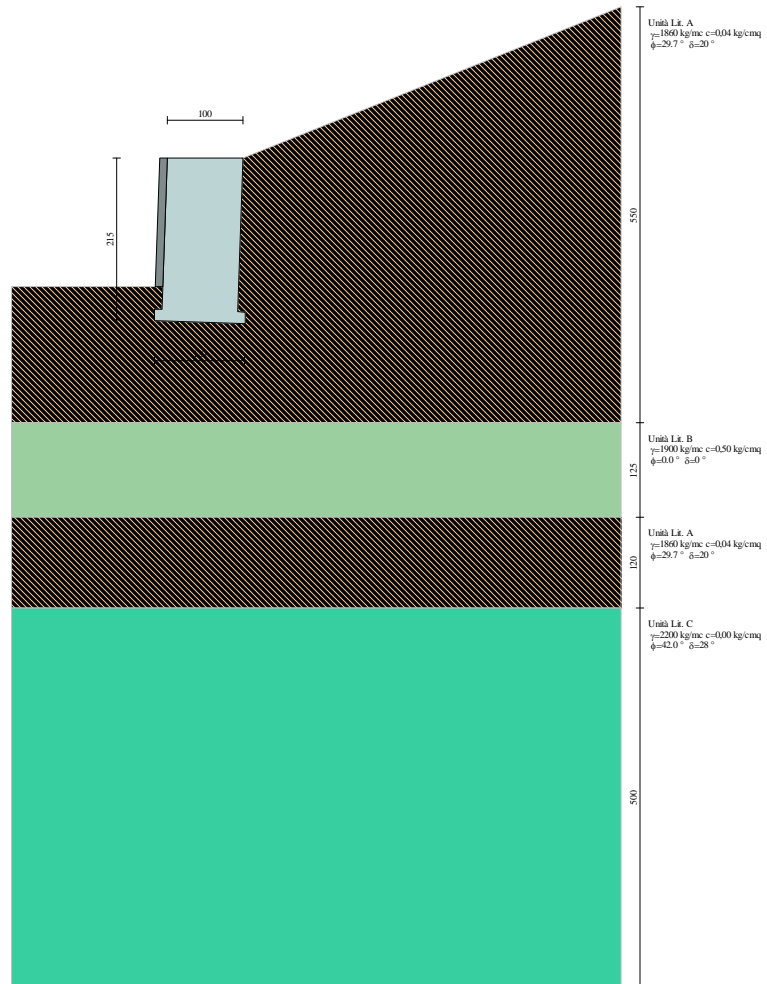 Unità Lit. A
γ=1860 kg/mc c=0,04 kg/cmq
ϕ=29.7 ° δ=20 °
100
550
215
Unità Lit. B
γ=1900 kg/mc c=0,50 kg/cmq
ϕ=0.0 ° δ=0 °
125
Unità Lit. A
γ=1860 kg/mc c=0,04 kg/cmq
ϕ=29.7 ° δ=20 °
120
Unità Lit. C
γ=2200 kg/mc c=0,00 kg/cmq
ϕ=42.0 ° δ=28 °
500